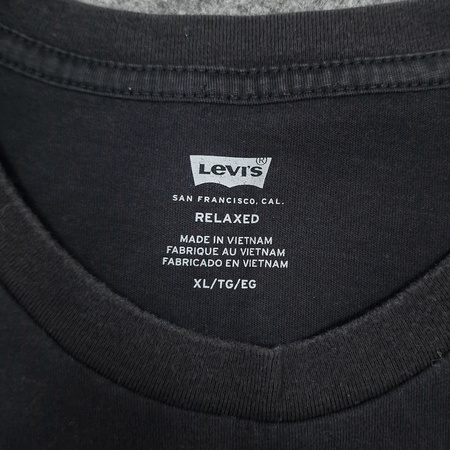 Levi's®
SAN FRANCISCO, CAL.
RELAXED
MADE IN VIETNAM
FABRIQUE AU VIETNAM
FABRICADO EN VIETNAM
XL/TG/EG